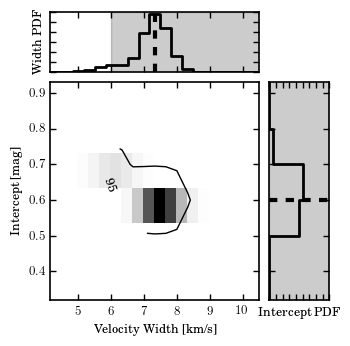 Width PDF
0.9
0.8
0.7
0.6
0.5
0.4
Intercept [mag]
95
5 6 7 8 9 10
Velocity Width [km/s]
Intercept PDF